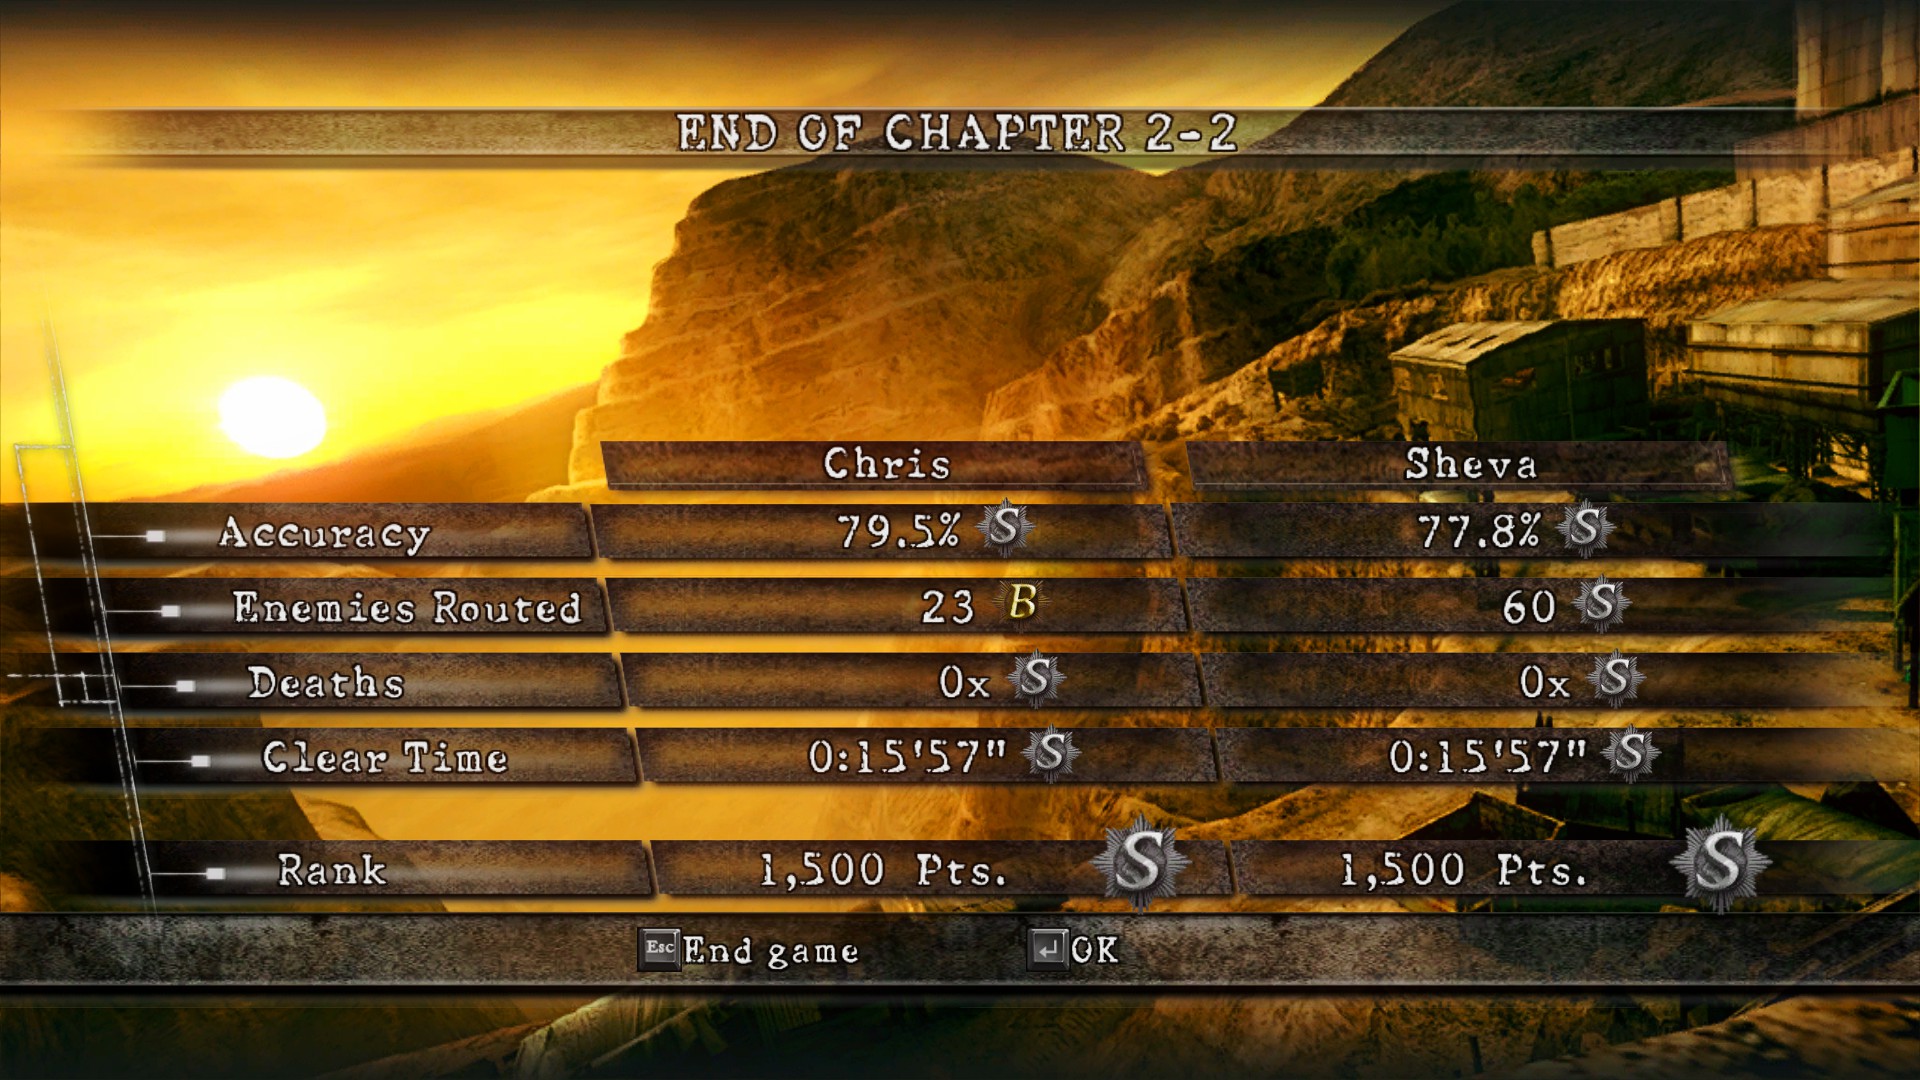 END OF CHAPTER 2-2
Chris Sheva
Accuracy 79.5% S 77.8% S
Enemies Routed 23 B 60 S
Deaths 0x S 0x S
Clear Time 0:15'57" S 0:15'57" S
Rank 1,500 Pts. S 1,500 Pts. S
Esc End game ↵ OK